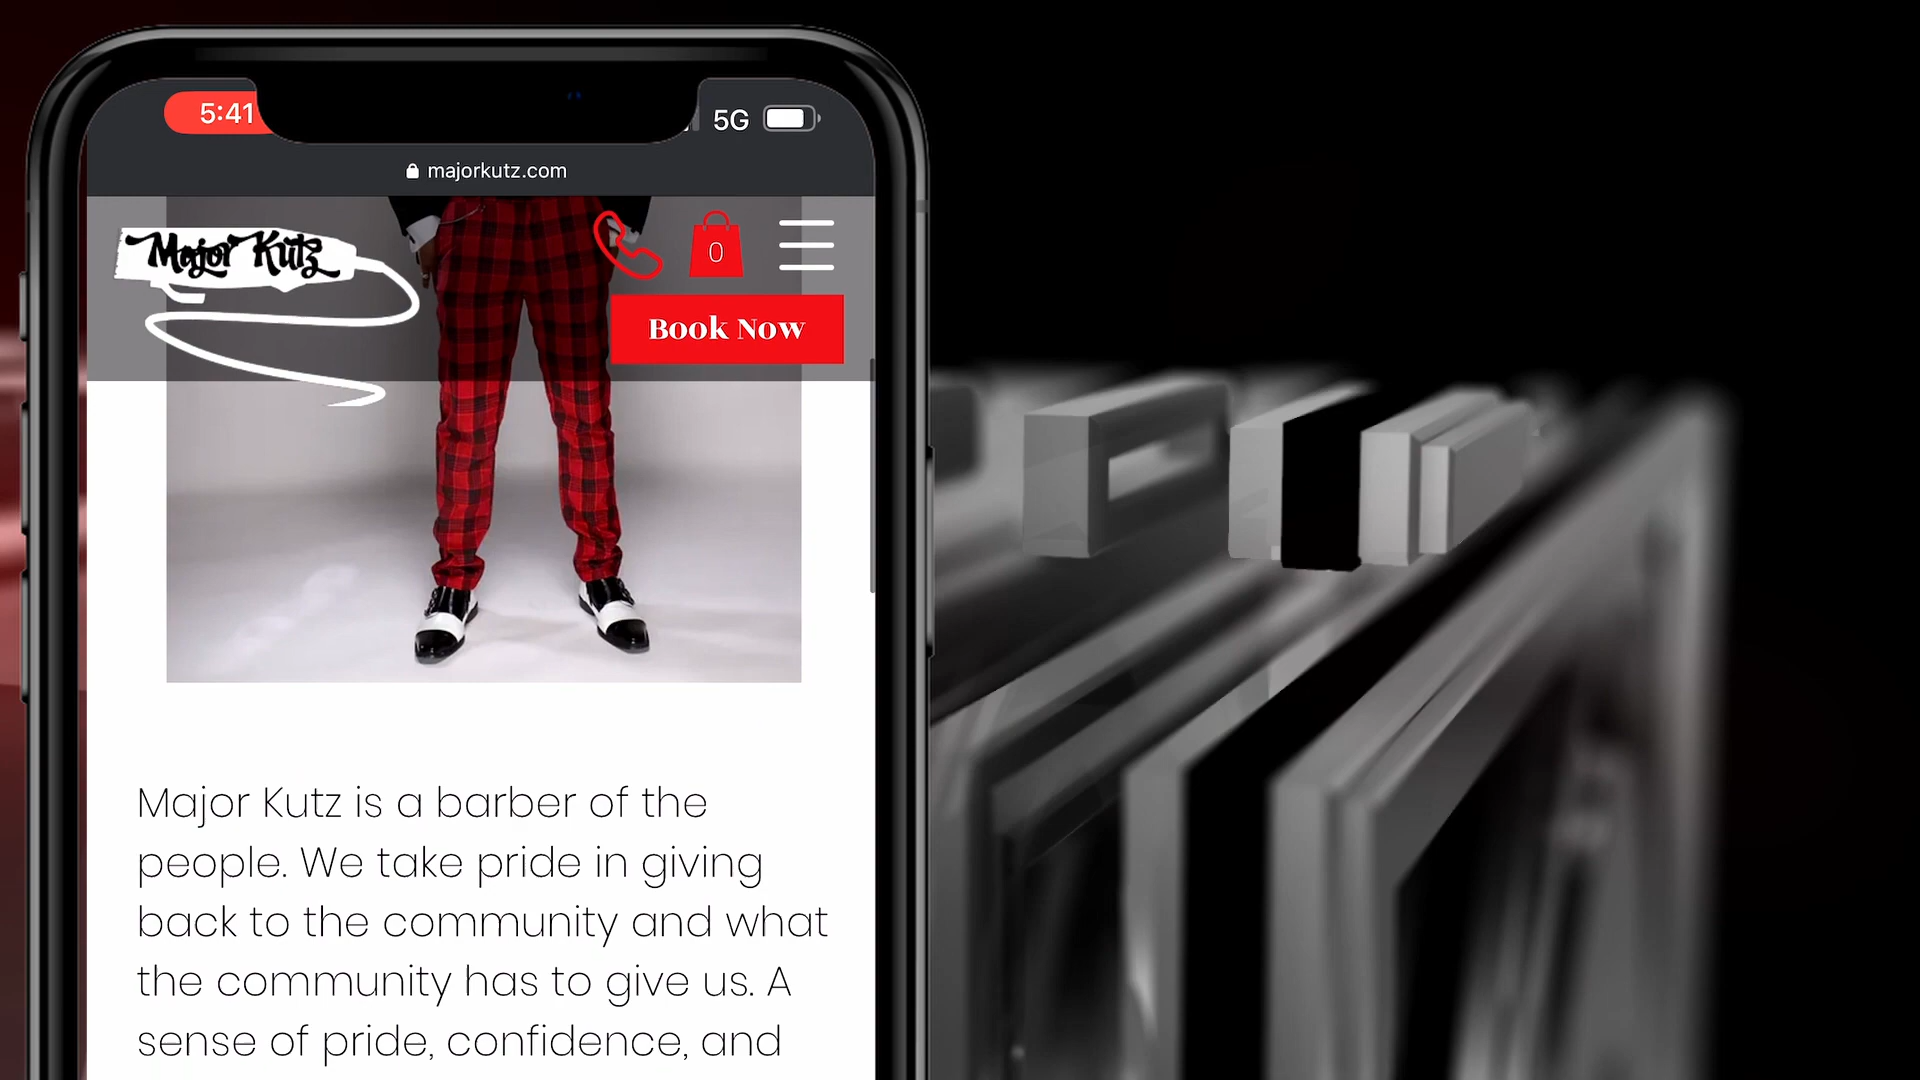 5:41
5G
majorkutz.com
Major Kutz
0
Book Now
Major Kutz is a barber of the
people. We take pride in giving
back to the community and what
the community has to give us. A
sense of pride, confidence, and